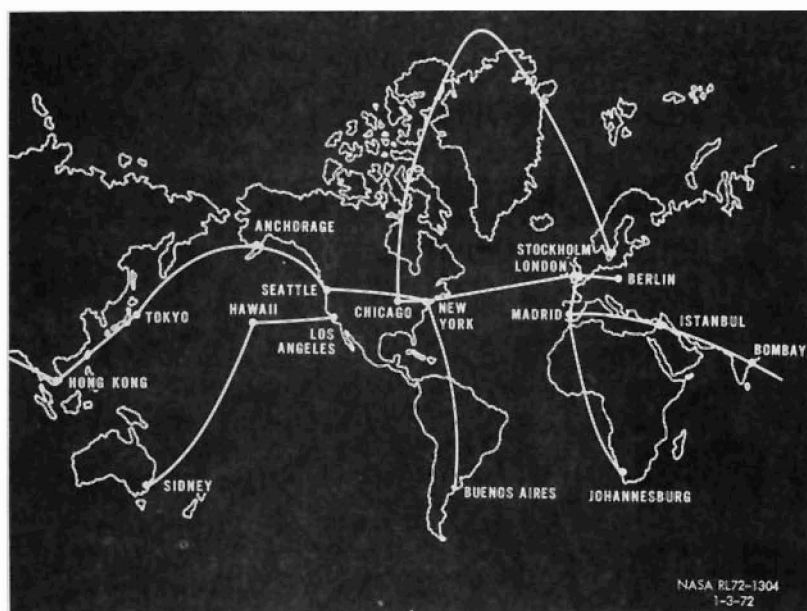 ANCHORAGE
STOCKHOLM
LONDON
BERLIN
SEATTLE
HAWAII
CHICAGO
NEW
YORK
MADRID
TOKYO
LOS
ANGELES
ISTANBUL
BOMBAY
HONG KONG
SIDNEY
BUENOS AIRES
JOHANNESBURG
NASA RL72-1304
1-3-72